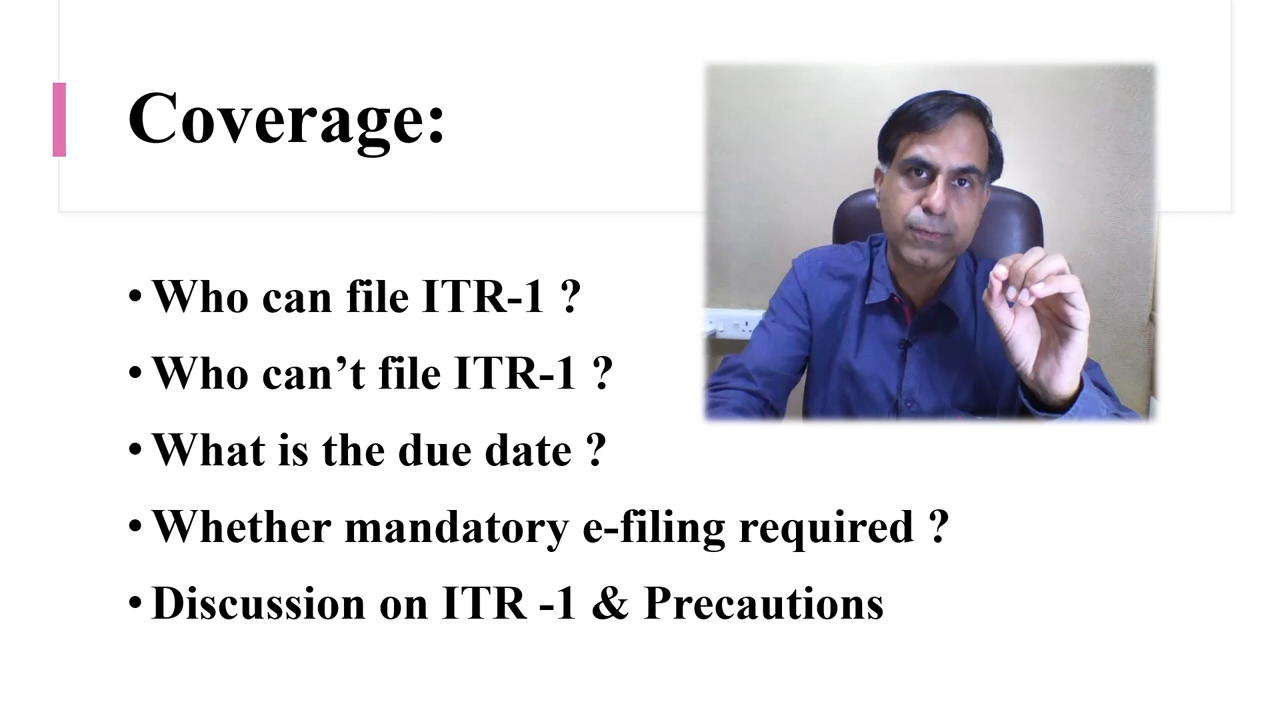 Coverage:
• Who can file ITR-1 ?
• Who can’t file ITR-1 ?
• What is the due date ?
• Whether mandatory e-filing required ?
• Discussion on ITR -1 & Precautions